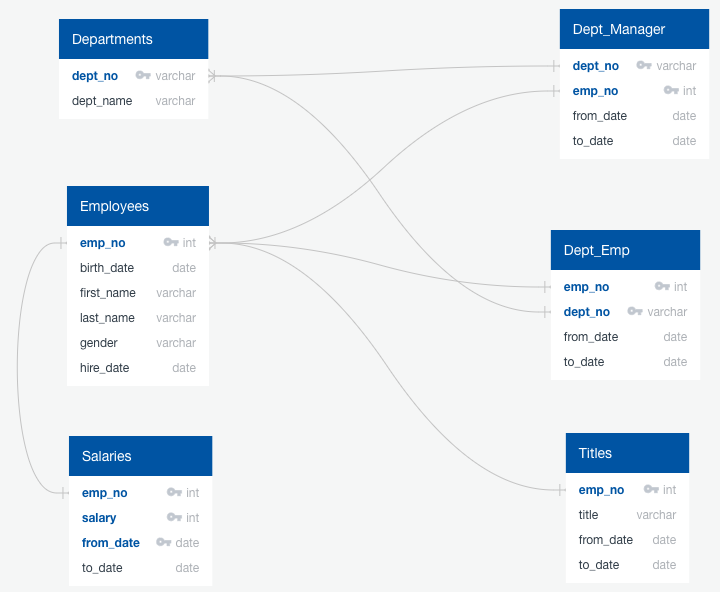 Departments
dept_no varchar
dept_name varchar
Dept_Manager
dept_no varchar
emp_no int
from_date date
to_date date
Employees
emp_no int
birth_date date
first_name varchar
last_name varchar
gender varchar
hire_date date
Dept_Emp
emp_no int
dept_no varchar
from_date date
to_date date
Salaries
emp_no int
salary int
from_date date
to_date date
Titles
emp_no int
title varchar
from_date date
to_date date